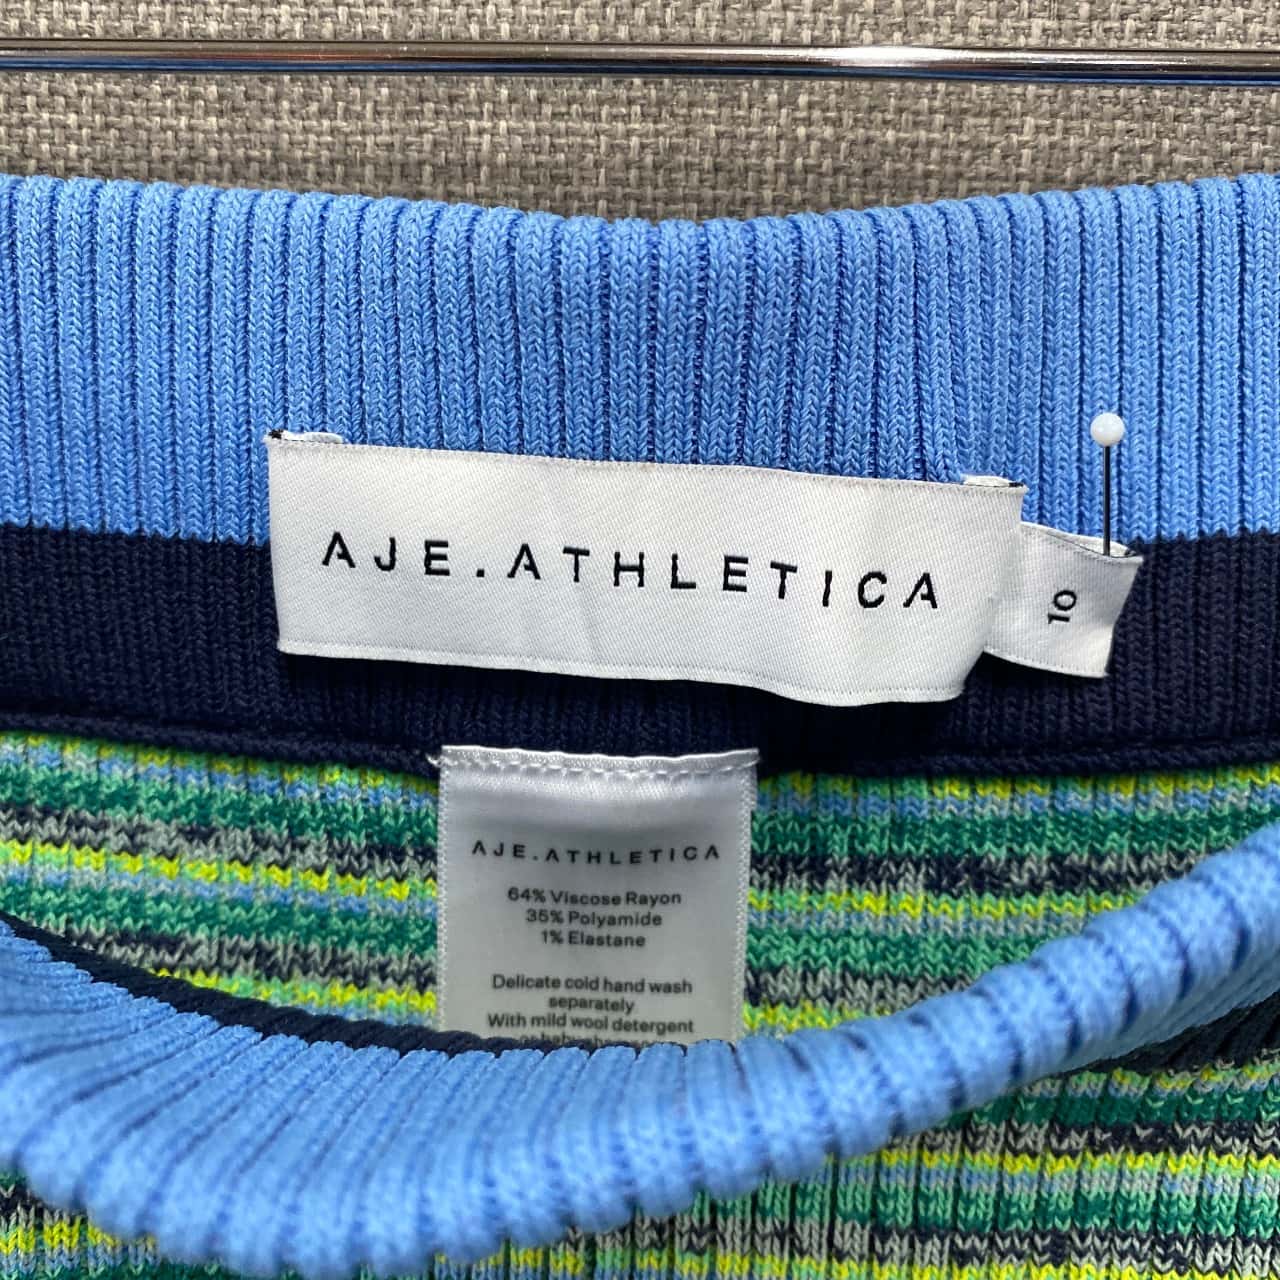 AJE.ATHLETICA
10
AJE.ATHLETICA
64% Viscose Rayon
35% Polyamide
1% Elastane
Delicate cold hand wash
separately
With mild wool detergent